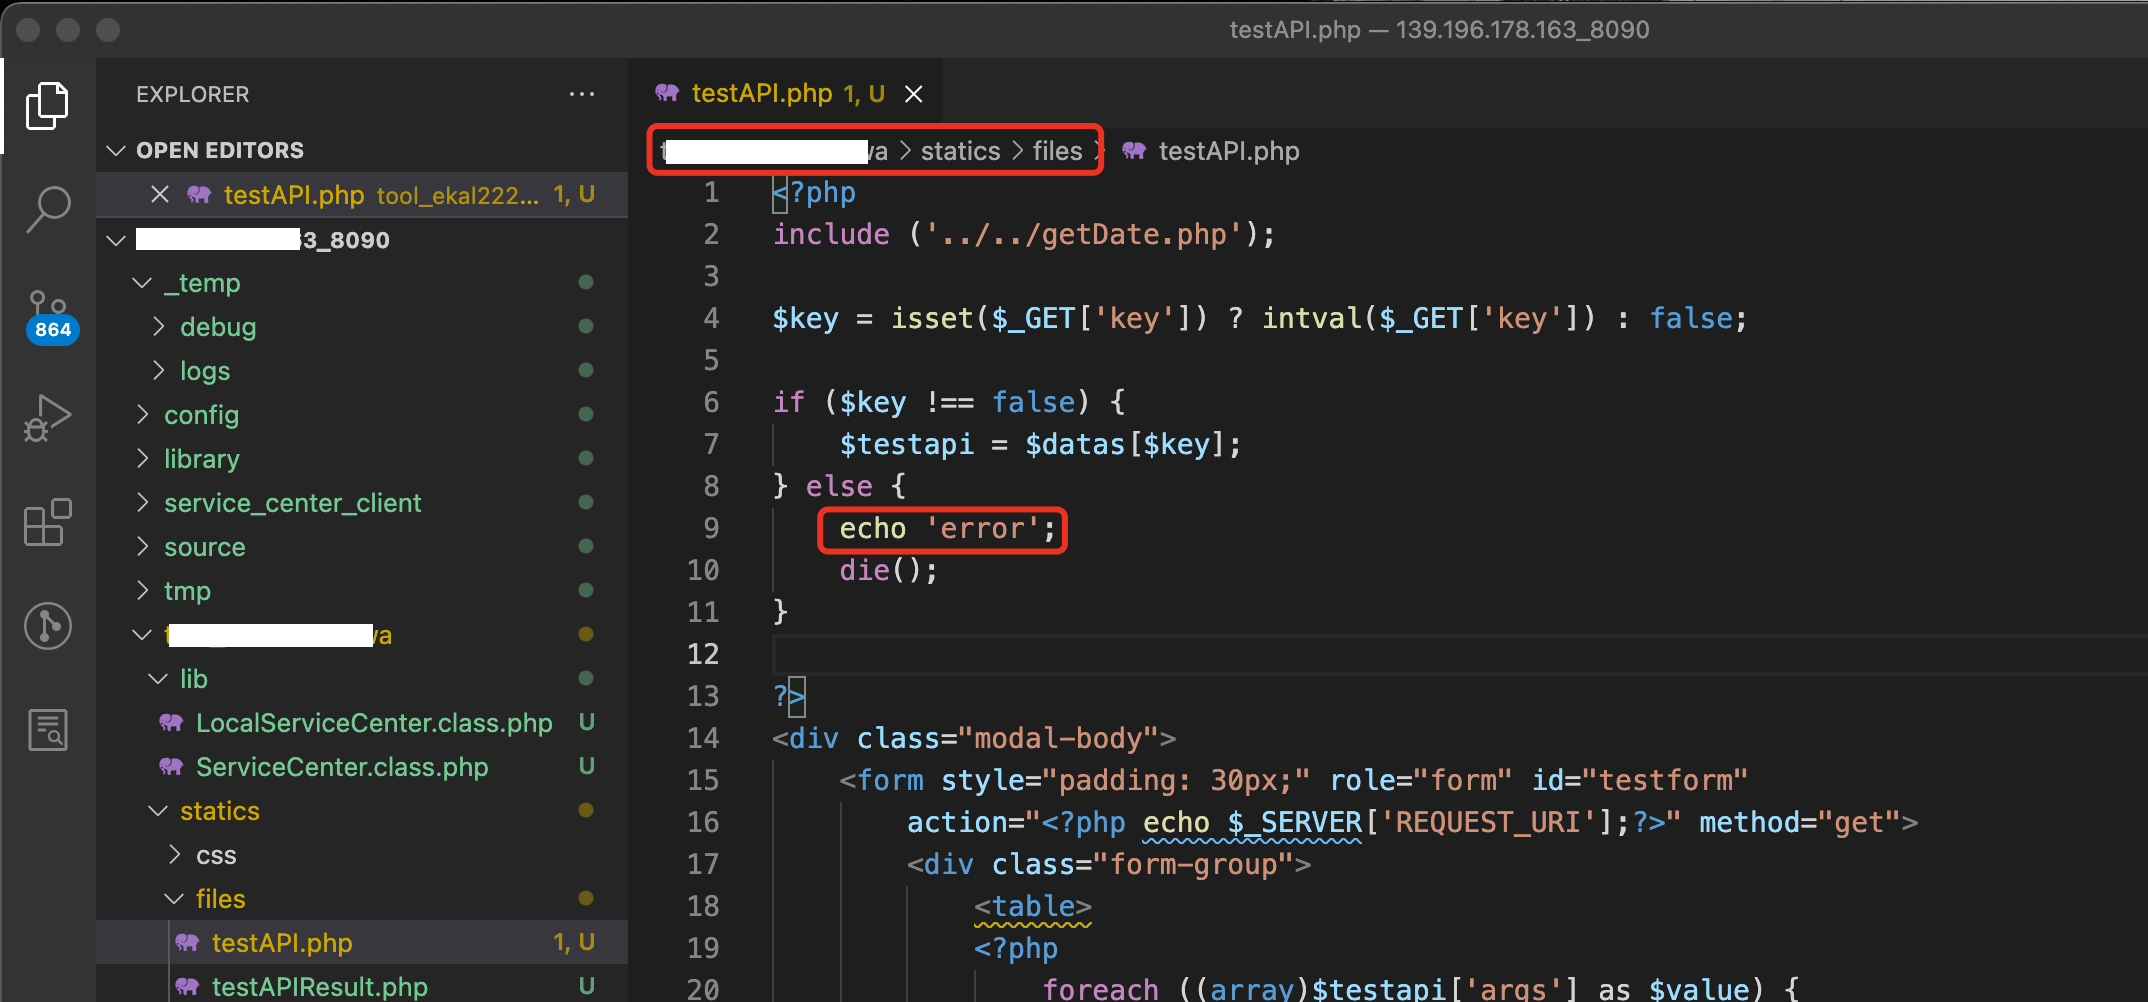 testAPI.php — 139.196.178.163_8090
EXPLORER
···
OPEN EDITORS
testAPI.php tool_ekal222... 1, U
3_8090
_temp
debug
logs
config
library
service_center_client
source
tmp
lib
LocalServiceCenter.class.php U
ServiceCenter.class.php U
statics
css
files
testAPI.php 1, U
testAPIResult.php U
864
testAPI.php 1, U
statics > files > testAPI.php
1 <?php
2 include ('../../getDate.php');
3
4 $key = isset($_GET['key']) ? intval($_GET['key']) : false;
5
6 if ($key !== false) {
7 $testapi = $datas[$key];
8 } else {
9 echo 'error';
10 die();
11 }
12
13 ?>
14 <div class="modal-body">
15 <form style="padding: 30px;" role="form" id="testform"
16 action="<?php echo $_SERVER['REQUEST_URI'];?>" method="get">
17 <div class="form-group">
18 <table>
19 <?php
20 foreach ((array)$testapi['args'] as $value) {